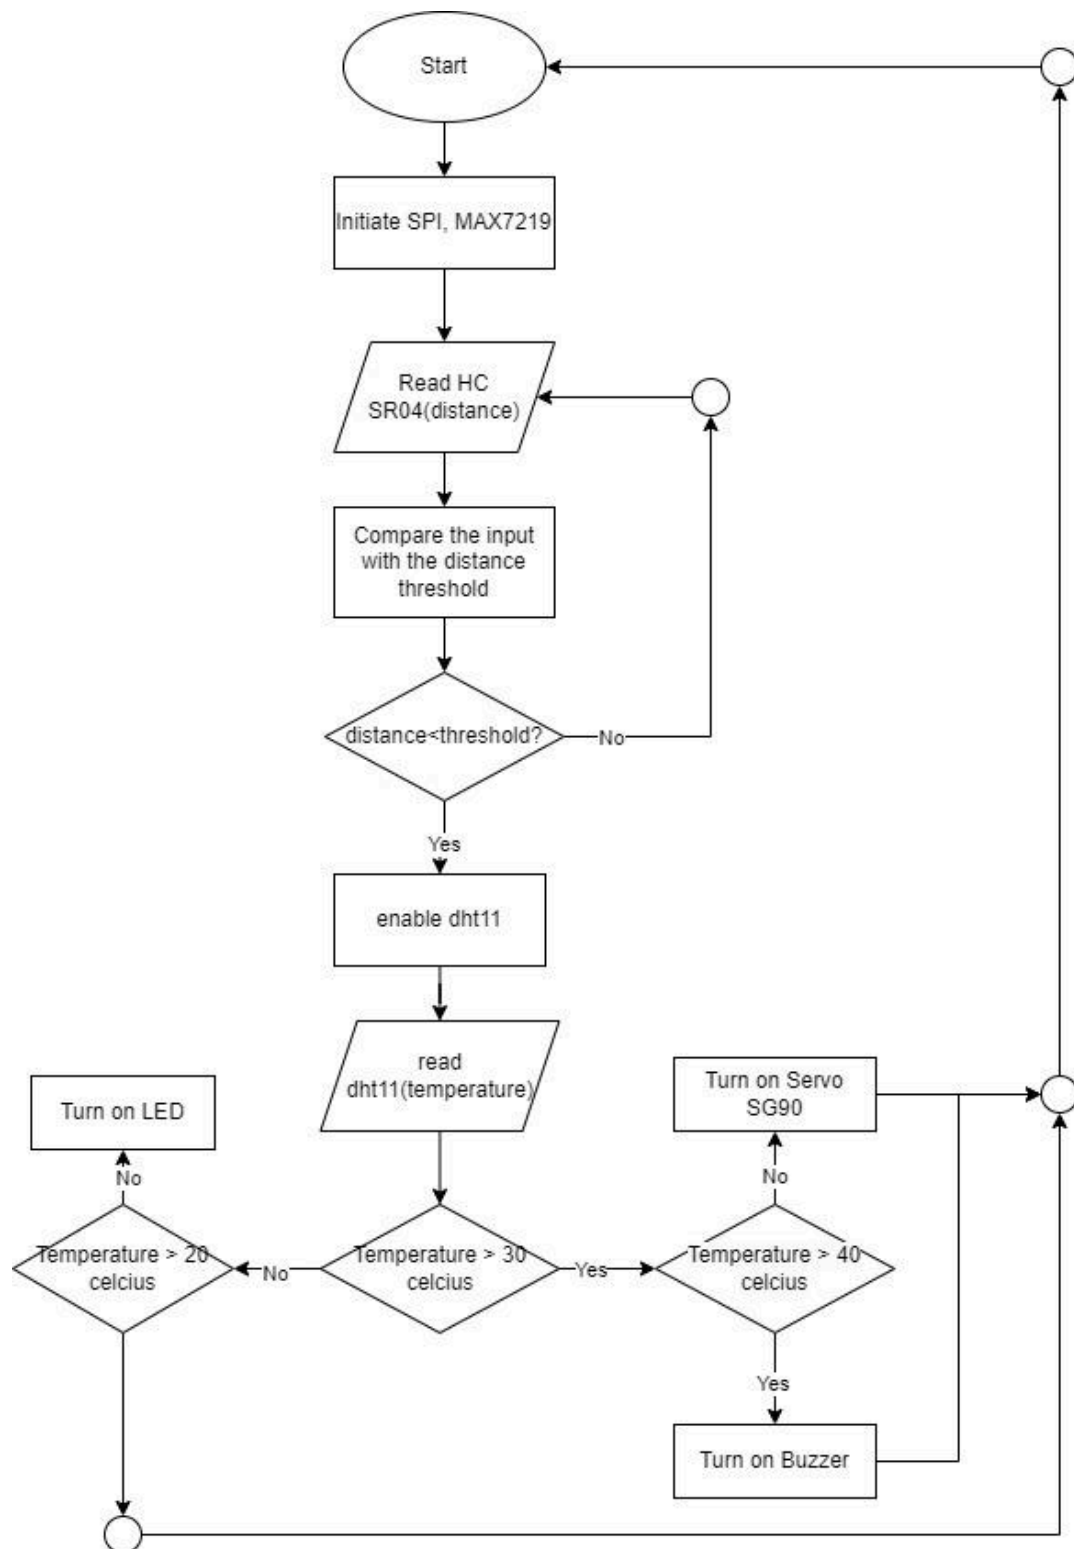 Start
Initiate SPI, MAX7219
Read HC
SR04(distance)
Compare the input
with the distance
threshold
distance<threshold?
No
Yes
enable dht11
read
dht11(temperature)
Turn on LED
Turn on Servo
SG90
No
No
Temperature > 20
celcius
No
Temperature > 30
celcius
Yes
Temperature > 40
celcius
Yes
Turn on Buzzer